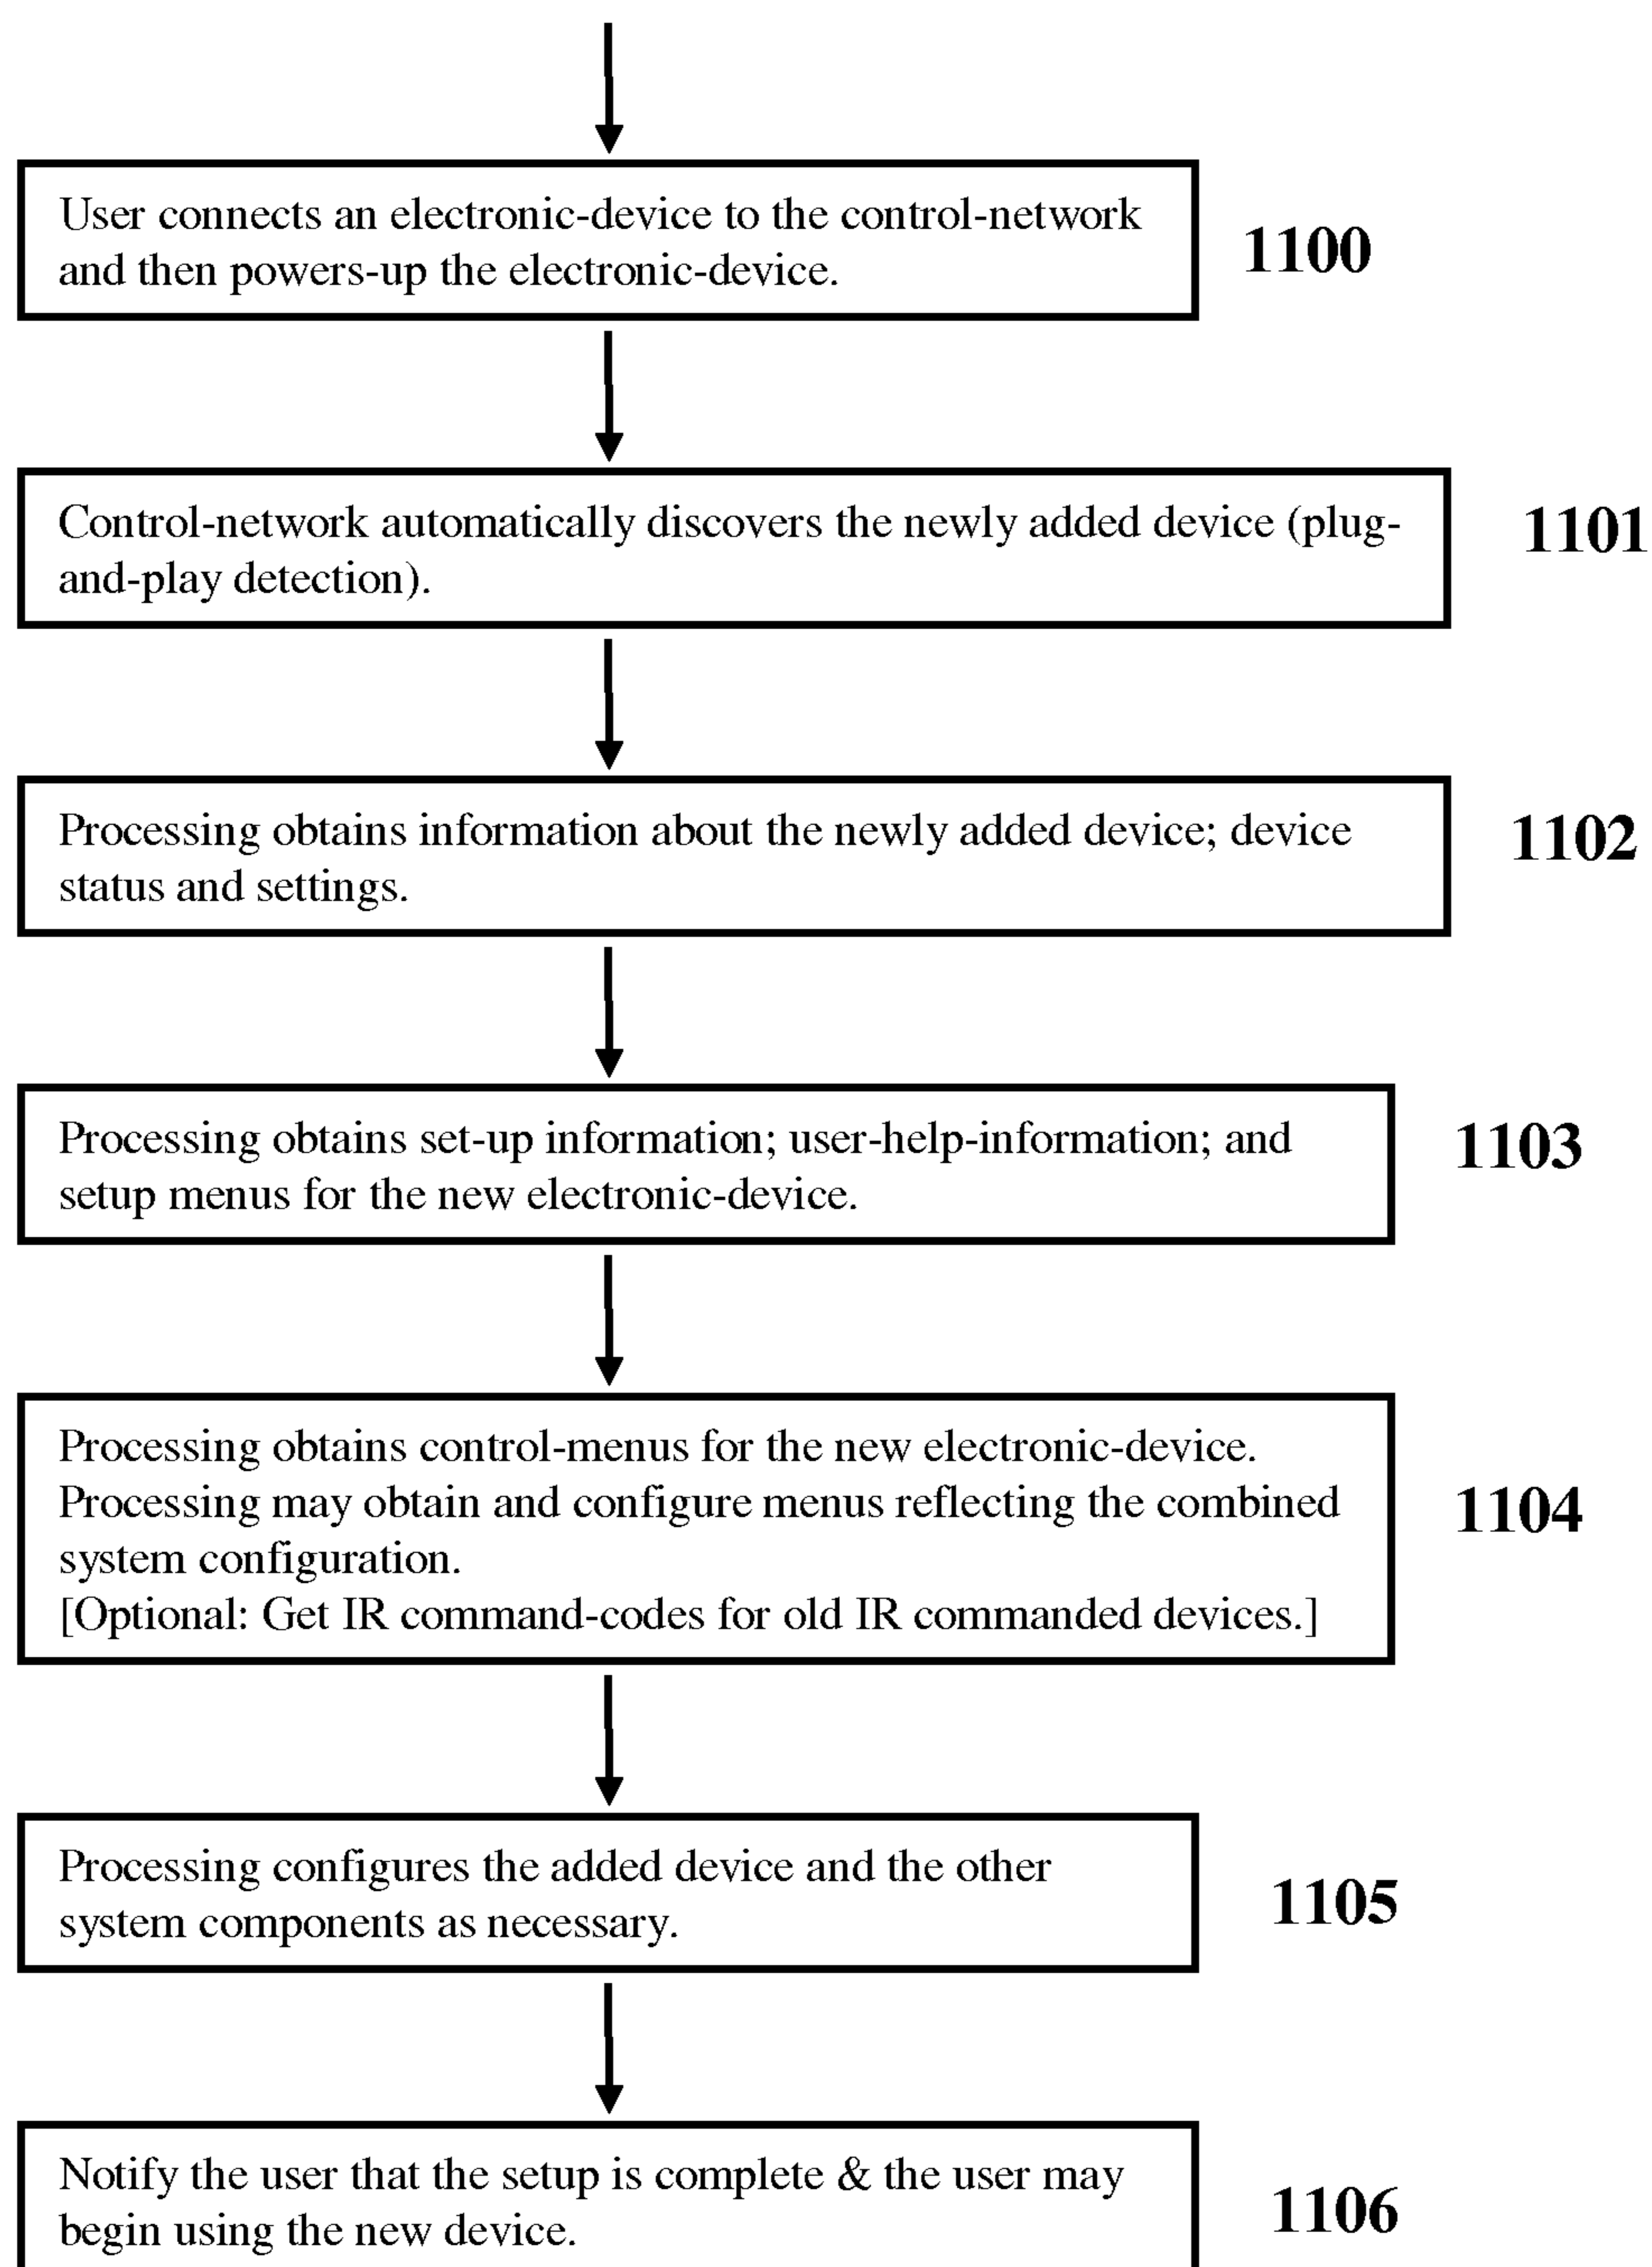 User connects an electronic-device to the control-network
and then powers-up the electronic-device.
1100
Control-network automatically discovers the newly added device (plug-
and-play detection).
1101
Processing obtains information about the newly added device; device
status and settings.
1102
Processing obtains set-up information; user-help-information; and
setup menus for the new electronic-device.
1103
Processing obtains control-menus for the new electronic-device.
Processing may obtain and configure menus reflecting the combined
system configuration.
[Optional: Get IR command-codes for old IR commanded devices.]
1104
Processing configures the added device and the other
system components as necessary.
1105
Notify the user that the setup is complete & the user may
begin using the new device.
1106